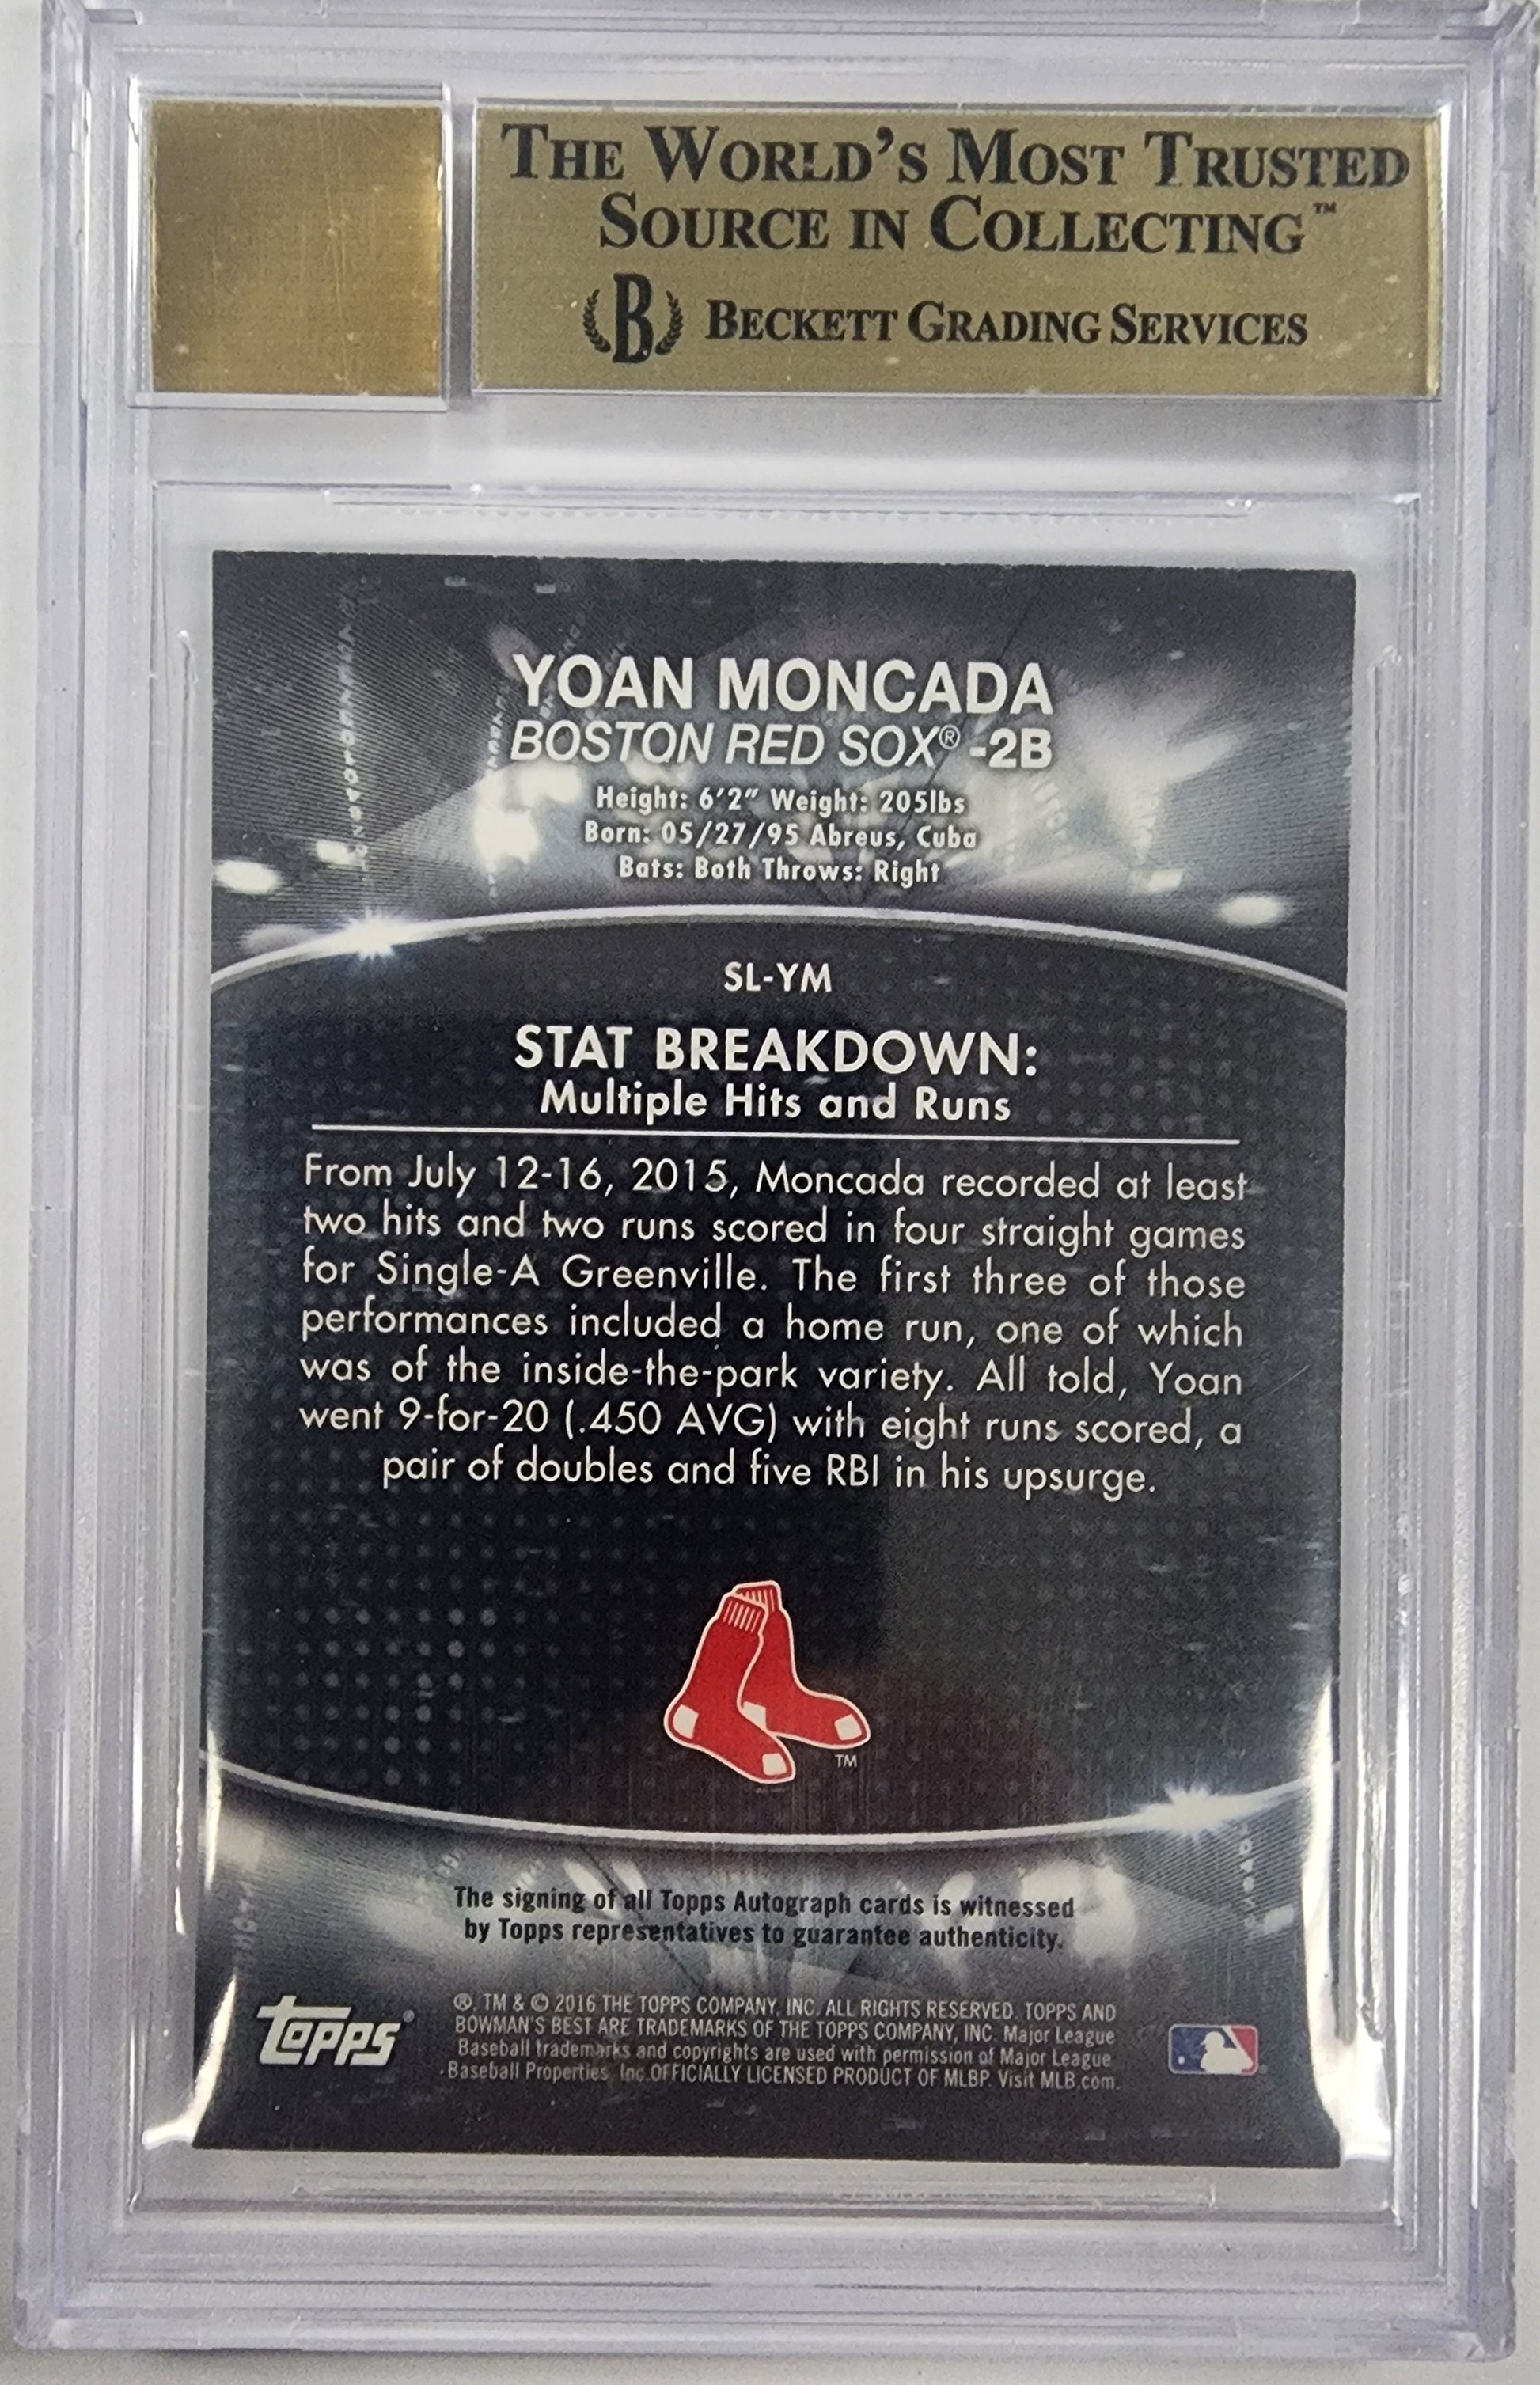 THE WORLD'S MOST TRUSTED
SOURCE IN COLLECTING™
B BECKETT GRADING SERVICES
YOAN MONCADA
BOSTON RED SOX® -2B
Height: 6'2" Weight: 205lbs
Born: 05/27/95 Abreus, Cuba
Bats: Both Throws: Right
SL-YM
STAT BREAKDOWN:
Multiple Hits and Runs
From July 12-16, 2015, Moncada recorded at least
two hits and two runs scored in four straight games
for Single-A Greenville. The first three of those
performances included a home run, one of which
was of the inside-the-park variety. All told, Yoan
went 9-for-20 (.450 AVG) with eight runs scored, a
pair of doubles and five RBI in his upsurge.
TM
The signing of all Topps Autograph cards is witnessed
by Topps representatives to guarantee authenticity.
Topps®
®, TM & © 2016 THE TOPPS COMPANY, INC. ALL RIGHTS RESERVED. TOPPS AND
BOWMAN'S BEST ARE TRADEMARKS OF THE TOPPS COMPANY, INC. Major League
Baseball trademarks and copyrights are used with permission of Major League
Baseball Properties, Inc. OFFICIALLY LICENSED PRODUCT OF MLBP. Visit MLB.com.